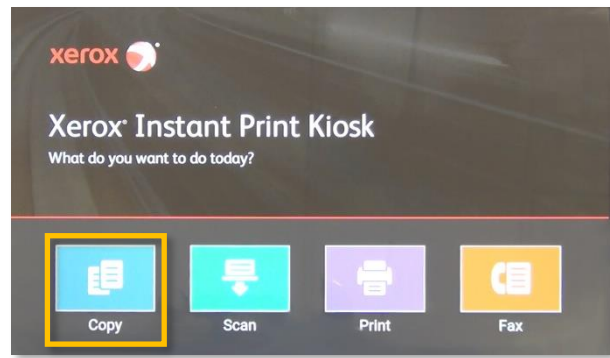 xerox
Xerox® Instant Print Kiosk
What do you want to do today?
Copy
Scan
Print
Fax